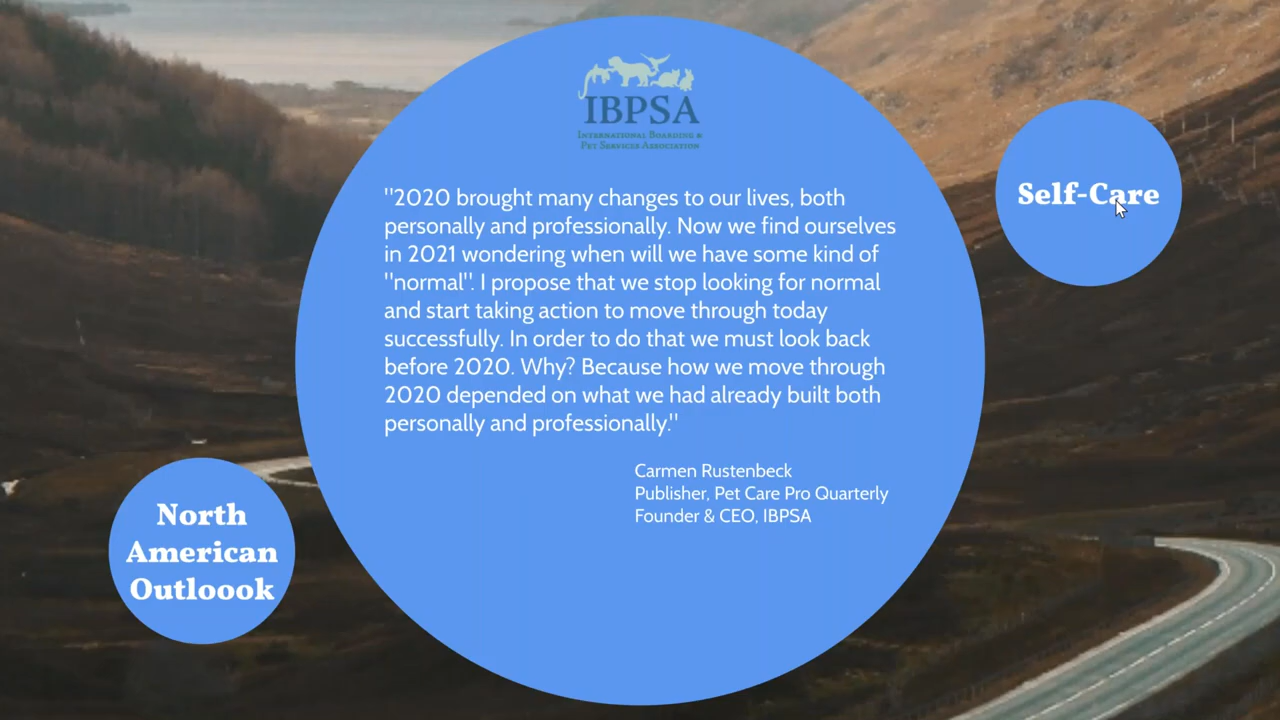 IBPSA
International Boarding &
Pet Services Association
"2020 brought many changes to our lives, both
personally and professionally. Now we find ourselves
in 2021 wondering when will we have some kind of
"normal". I propose that we stop looking for normal
and start taking action to move through today
successfully. In order to do that we must look back
before 2020. Why? Because how we move through
2020 depended on what we had already built both
personally and professionally."
Carmen Rustenbeck
Publisher, Pet Care Pro Quarterly
Founder & CEO, IBPSA
Self-Care
North
American
Outloook